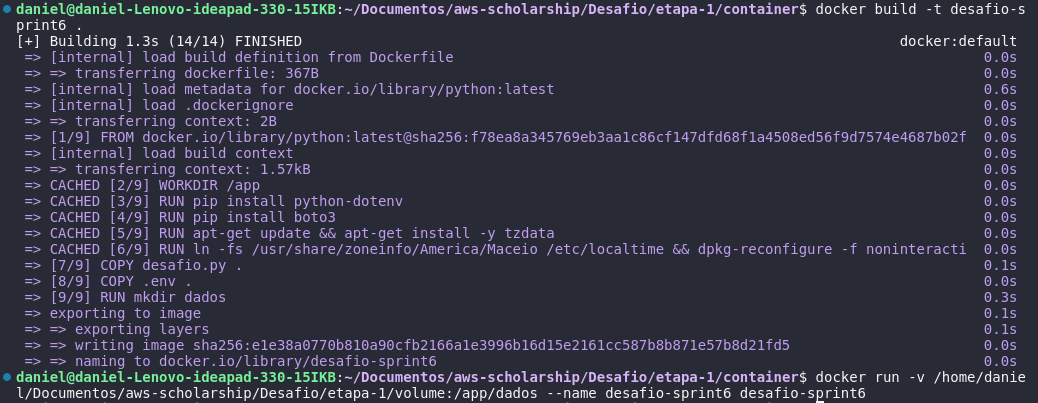 daniel@daniel-Lenovo-ideapad-330-15IKB:~/Documentos/aws-scholarship/Desafio/etapa-1/container$ docker build -t desafio-s
print6 .
[+] Building 1.3s (14/14) FINISHED docker:default
=> [internal] load build definition from Dockerfile 0.0s
=> => transferring dockerfile: 367B 0.0s
=> [internal] load metadata for docker.io/library/python:latest 0.6s
=> [internal] load .dockerignore 0.0s
=> => transferring context: 2B 0.0s
=> [1/9] FROM docker.io/library/python:latest@sha256:f78ea8a345769eb3aa1c86cf147dfd68f1a4508ed56f9d7574e4687b02f 0.0s
=> [internal] load build context 0.0s
=> => transferring context: 1.57kB 0.0s
=> CACHED [2/9] WORKDIR /app 0.0s
=> CACHED [3/9] RUN pip install python-dotenv 0.0s
=> CACHED [4/9] RUN pip install boto3 0.0s
=> CACHED [5/9] RUN apt-get update && apt-get install -y tzdata 0.0s
=> CACHED [6/9] RUN ln -fs /usr/share/zoneinfo/America/Maceio /etc/localtime && dpkg-reconfigure -f noninteracti 0.0s
=> [7/9] COPY desafio.py . 0.1s
=> [8/9] COPY .env . 0.0s
=> [9/9] RUN mkdir dados 0.3s
=> exporting to image 0.1s
=> => exporting layers 0.1s
=> => writing image sha256:e1e38a0770b810a90cfb2166a1e3996b16d15e2161cc587b8b871e57b8d21fd5 0.0s
=> => naming to docker.io/library/desafio-sprint6 0.0s
daniel@daniel-Lenovo-ideapad-330-15IKB:~/Documentos/aws-scholarship/Desafio/etapa-1/container$ docker run -v /home/danie
l/Documentos/aws-scholarship/Desafio/etapa-1/volume:/app/dados --name desafio-sprint6 desafio-sprint6